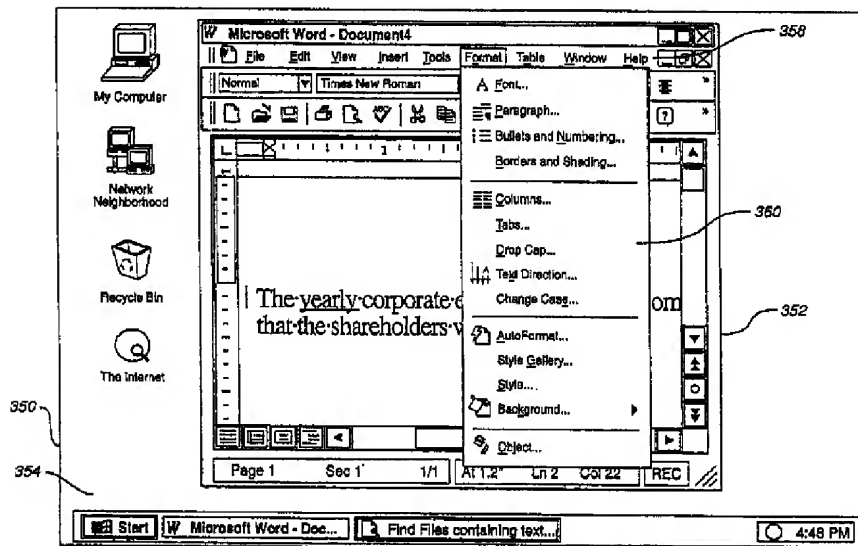 Microsoft Word - Document4
358
File Edit View Insert Tools Format Table Window Help
Normal Times New Roman
My Computer
Network
Neighborhood
Recycle Bin
The Internet
A Font...
Paragraph...
Bullets and Numbering...
Borders and Shading...
Columns...
Tabs...
Drop Cap...
Text Direction...
Change Case...
AutoFormat...
Style Gallery...
Style...
Background...
Object...
360
352
350
354
1
The·yearly·corporate· om
that·the·shareholders·
Page 1 Sec 1 1/1 At 1.2" Ln 2 Col 22 REC
Start W Microsoft Word - Doc... Find Files containing text... 4:48 PM